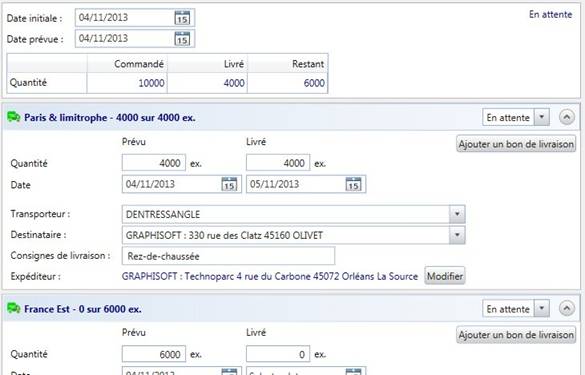 Date initiale : 04/11/2013 15 En attente
Date prévue : 04/11/2013 15
Commandé Livré Restant
Quantité 10000 4000 6000
Paris & limitrophe - 4000 sur 4000 ex. En attente
Ajouter un bon de livraison
Prévu Livré
Quantité 4000 ex. 4000 ex.
Date 04/11/2013 15 05/11/2013 15
Transporteur : DENTRESSANGLE
Destinataire : GRAPHISOFT : 330 rue des Clatz 45160 OLIVET
Consignes de livraison : Rez-de-chaussée
Expéditeur : GRAPHISOFT : Technoparc 4 rue du Carbone 45072 Orléans La Source Modifier
France Est - 0 sur 6000 ex. En attente
Ajouter un bon de livraison
Prévu Livré
Quantité 6000 ex. 0 ex.
Date 04/11/2013